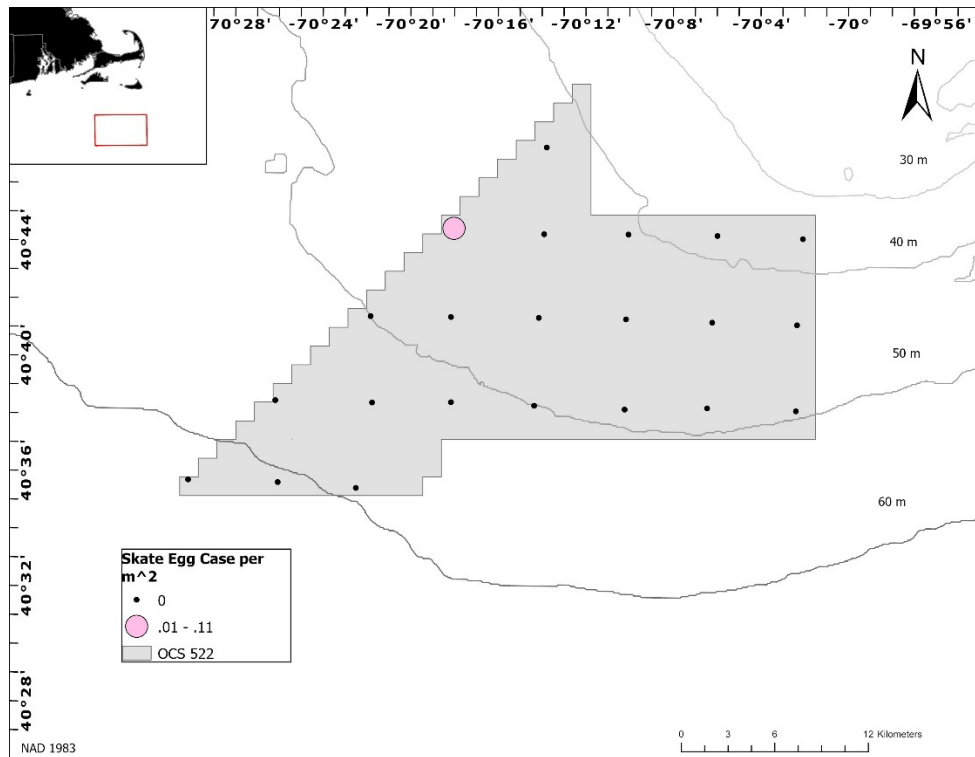 70°28' -70°24' -70°20' -70°16' -70°12' -70°8' -70°4' -70° -69°56'
N
30 m
40°44'
40 m
40°40'
50 m
40°36'
60 m
40°32'
Skate Egg Case per
m^2
0
.01 - .11
OCS 522
40°28'
NAD 1983
0 3 6 12 Kilometers